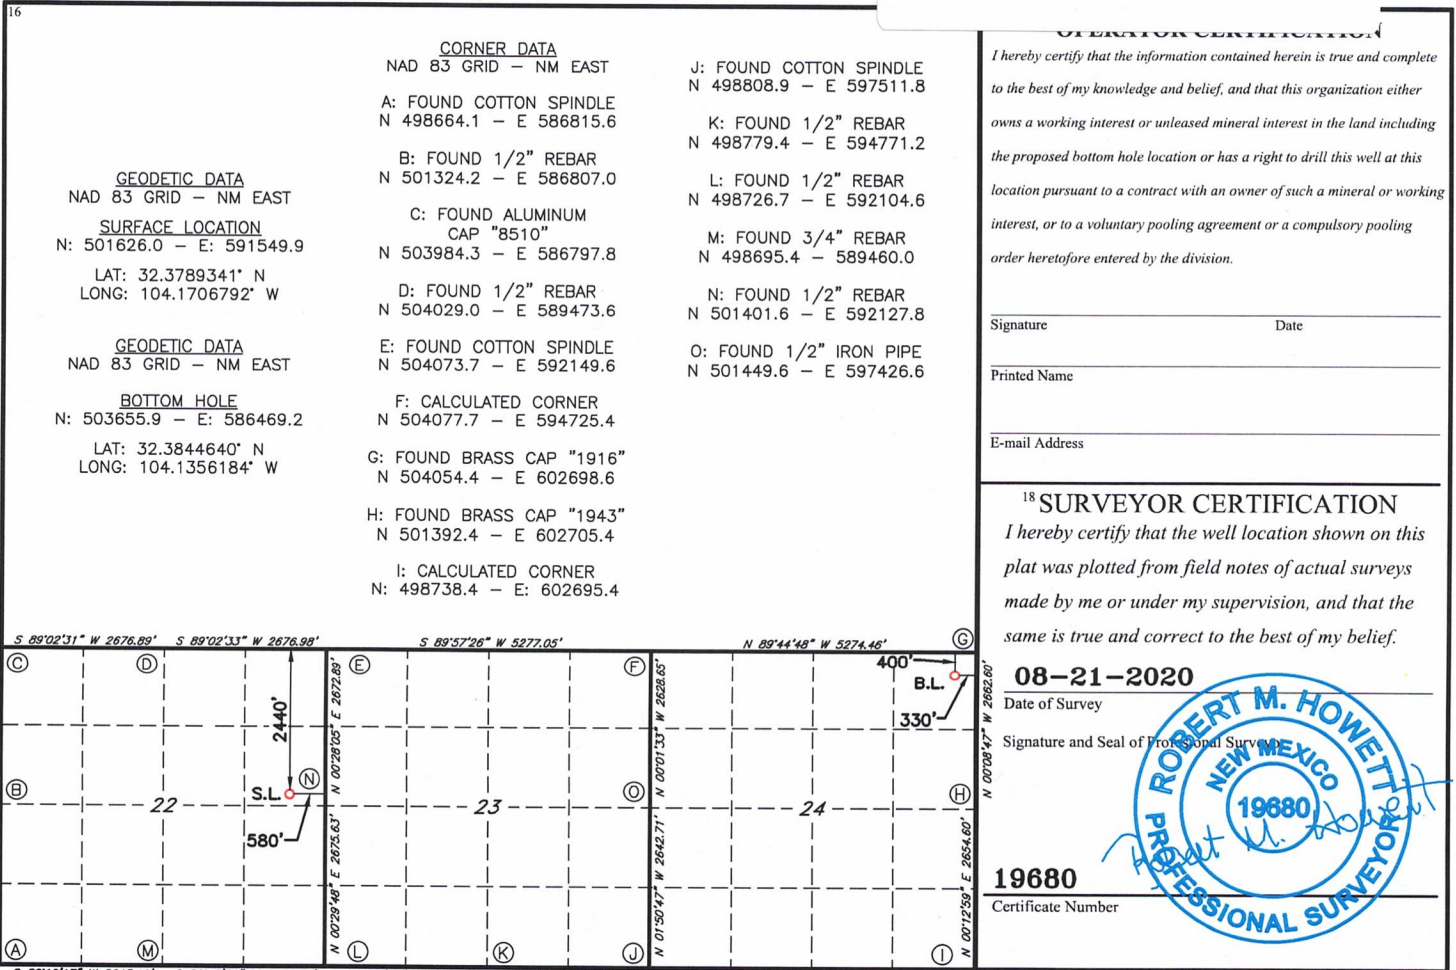 16
CORNER DATA
NAD 83 GRID – NM EAST
A: FOUND COTTON SPINDLE
N 498664.1 – E 586815.6
B: FOUND 1/2" REBAR
N 501324.2 – E 586807.0
C: FOUND ALUMINUM
CAP "8510"
N 503984.3 – E 586797.8
D: FOUND 1/2" REBAR
N 504029.0 – E 589473.6
E: FOUND COTTON SPINDLE
N 504073.7 – E 592149.6
F: CALCULATED CORNER
N 504077.7 – E 594725.4
G: FOUND BRASS CAP "1916"
N 504054.4 – E 602698.6
H: FOUND BRASS CAP "1943"
N 501392.4 – E 602705.4
I: CALCULATED CORNER
N: 498738.4 – E: 602695.4
J: FOUND COTTON SPINDLE
N 498808.9 – E 597511.8
K: FOUND 1/2" REBAR
N 498779.4 – E 594771.2
L: FOUND 1/2" REBAR
N 498726.7 – E 592104.6
M: FOUND 3/4" REBAR
N 498695.4 – 589460.0
N: FOUND 1/2" REBAR
N 501401.6 – E 592127.8
O: FOUND 1/2" IRON PIPE
N 501449.6 – E 597426.6
GEODETIC DATA
NAD 83 GRID – NM EAST
SURFACE LOCATION
N: 501626.0 – E: 591549.9
LAT: 32.3789341° N
LONG: 104.1706792° W
GEODETIC DATA
NAD 83 GRID – NM EAST
BOTTOM HOLE
N: 503655.9 – E: 586469.2
LAT: 32.3844640° N
LONG: 104.1356184° W
S 89°02'31" W 2676.89'
S 89°02'33" W 2676.98'
S 89°57'26" W 5277.05'
N 89°44'48" W 5274.46'
C
D
E
F
G
400'
B.L.
330'
2440'
N 00°28'05" E 2672.89'
N 00°01'33" W 2628.65'
N 00°08'47" W 2662.60'
B
22
S.L.
N
580'
23
O
24
H
N 00°29'48" E 2675.63'
N 01°50'47" W 2642.71'
N 00°12'59" E 2654.60'
A
M
L
K
J
I
OPERATOR CERTIFICATION
I hereby certify that the information contained herein is true and complete
to the best of my knowledge and belief, and that this organization either
owns a working interest or unleased mineral interest in the land including
the proposed bottom hole location or has a right to drill this well at this
location pursuant to a contract with an owner of such a mineral or working
interest, or to a voluntary pooling agreement or a compulsory pooling
order heretofore entered by the division.
Signature Date
Printed Name
E-mail Address
18 SURVEYOR CERTIFICATION
I hereby certify that the well location shown on this
plat was plotted from field notes of actual surveys
made by me or under my supervision, and that the
same is true and correct to the best of my belief.
08-21-2020
Date of Survey
Signature and Seal of Professional Surveyor
ROBERT M. HOWETT
NEW MEXICO
19680
PROFESSIONAL SURVEYOR
Robert M. Howett
19680
Certificate Number